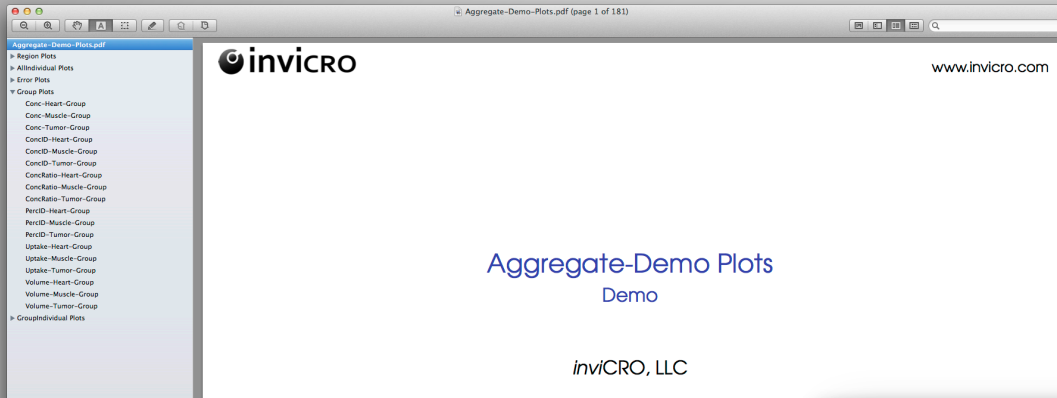 Aggregate-Demo-Plots.pdf (page 1 of 181)
Aggregate-Demo-Plots.pdf
Region Plots
AllIndividual Plots
Error Plots
Group Plots
Conc-Heart-Group
Conc-Muscle-Group
Conc-Tumor-Group
ConcID-Heart-Group
ConcID-Muscle-Group
ConcID-Tumor-Group
ConcRatio-Heart-Group
ConcRatio-Muscle-Group
ConcRatio-Tumor-Group
PercID-Heart-Group
PercID-Muscle-Group
PercID-Tumor-Group
Uptake-Heart-Group
Uptake-Muscle-Group
Uptake-Tumor-Group
Volume-Heart-Group
Volume-Muscle-Group
Volume-Tumor-Group
GroupIndividual Plots
invicro
www.invicro.com
Aggregate-Demo Plots
Demo
inviCRO, LLC